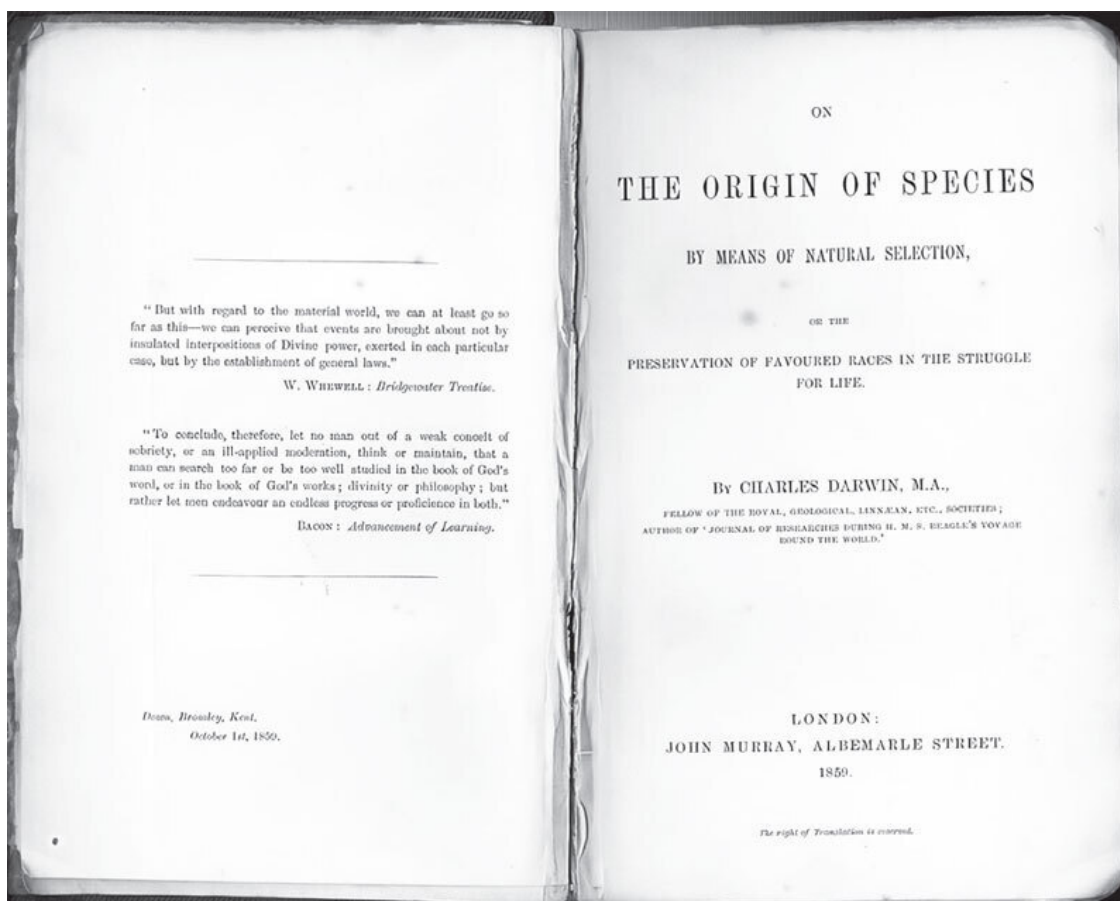 “But with regard to the material world, we can at least go so
far as this—we can perceive that events are brought about not by
insulated interpositions of Divine power, exerted in each particular
case, but by the establishment of general laws.”
W. WHEWELL: Bridgewater Treatise.
“To conclude, therefore, let no man out of a weak conceit of
sobriety, or an ill-applied moderation, think or maintain, that a
man can search too far or be too well studied in the book of God's
word, or in the book of God's works; divinity or philosophy; but
rather let men endeavour an endless progress or proficience in both.”
BACON: Advancement of Learning.
Down, Bromley, Kent,
October 1st, 1859.
ON
THE ORIGIN OF SPECIES
BY MEANS OF NATURAL SELECTION,
OR THE
PRESERVATION OF FAVOURED RACES IN THE STRUGGLE
FOR LIFE.
BY CHARLES DARWIN, M.A.,
FELLOW OF THE ROYAL, GEOLOGICAL, LINNÆAN, ETC., SOCIETIES;
AUTHOR OF ‘JOURNAL OF RESEARCHES DURING H. M. S. BEAGLE'S VOYAGE
ROUND THE WORLD.’
LONDON:
JOHN MURRAY, ALBEMARLE STREET.
1859.
The right of Translation is reserved.